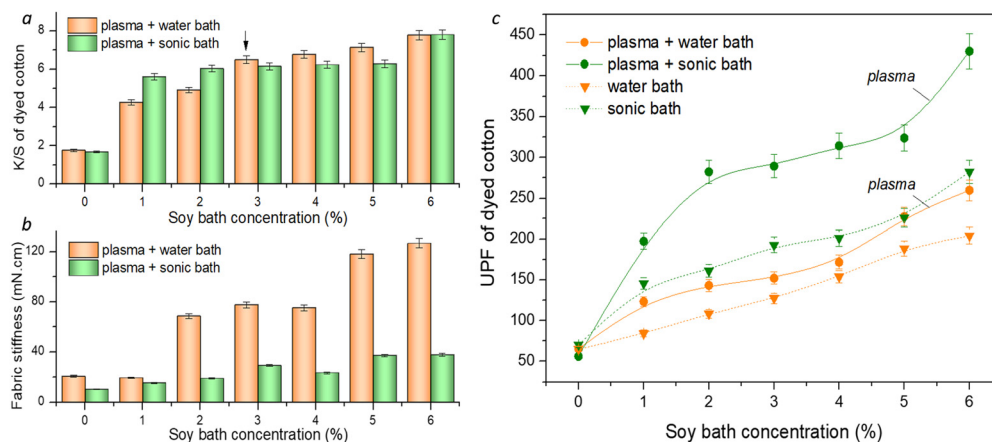 a
plasma + water bath
plasma + sonic bath
K/S of dyed cotton
8
6
4
2
0
0 1 2 3 4 5 6
Soy bath concentration (%)
b
plasma + water bath
plasma + sonic bath
Fabric stiffness (mN.cm)
120
80
40
0
0 1 2 3 4 5 6
Soy bath concentration (%)
c
plasma + water bath
plasma + sonic bath
water bath
sonic bath
plasma
plasma
UPF of dyed cotton
450
400
350
300
250
200
150
100
50
0 1 2 3 4 5 6
Soy bath concentration (%)